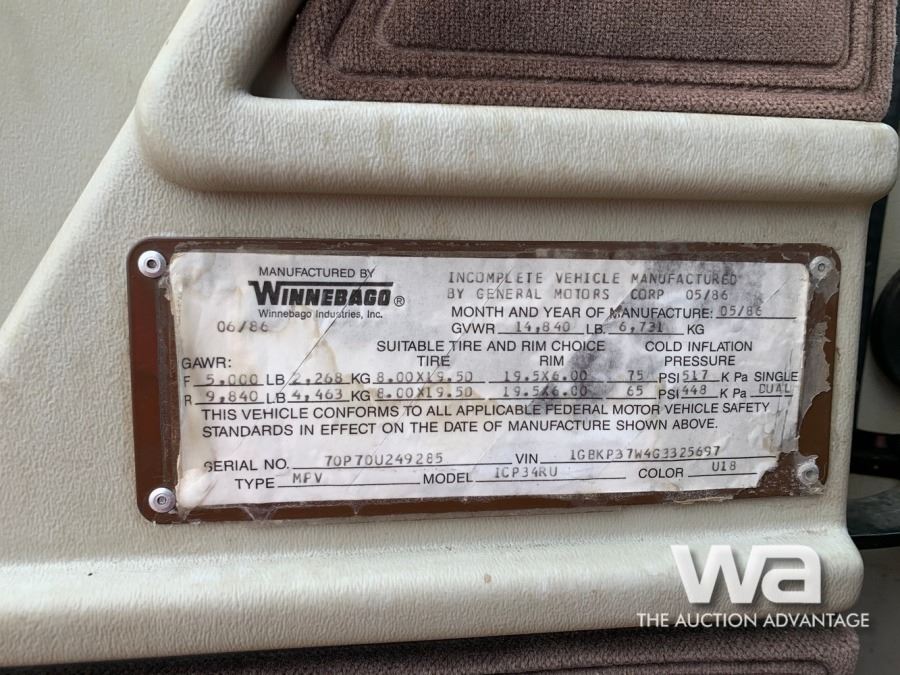 MANUFACTURED BY
WINNEBAGO®
Winnebago Industries, Inc.
06/86
INCOMPLETE VEHICLE MANUFACTURED
BY GENERAL MOTORS CORP 05/86
MONTH AND YEAR OF MANUFACTURE: 05/86
GVWR 14,840 LB 6,731 KG
SUITABLE TIRE AND RIM CHOICE COLD INFLATION
GAWR: TIRE RIM PRESSURE
F 5,000 LB 2,268 KG 8.00X19.5D 19.5X6.00 75 PSI 517 K Pa SINGLE
R 9,840 LB 4,463 KG 8.00X19.5D 19.5X6.00 65 PSI 448 K Pa DUAL
THIS VEHICLE CONFORMS TO ALL APPLICABLE FEDERAL MOTOR VEHICLE SAFETY
STANDARDS IN EFFECT ON THE DATE OF MANUFACTURE SHOWN ABOVE.
SERIAL NO. 70P70U249285 VIN 1GBKP37W4G3325697
TYPE MPV MODEL ICP34RU COLOR U18
wa
THE AUCTION ADVANTAGE